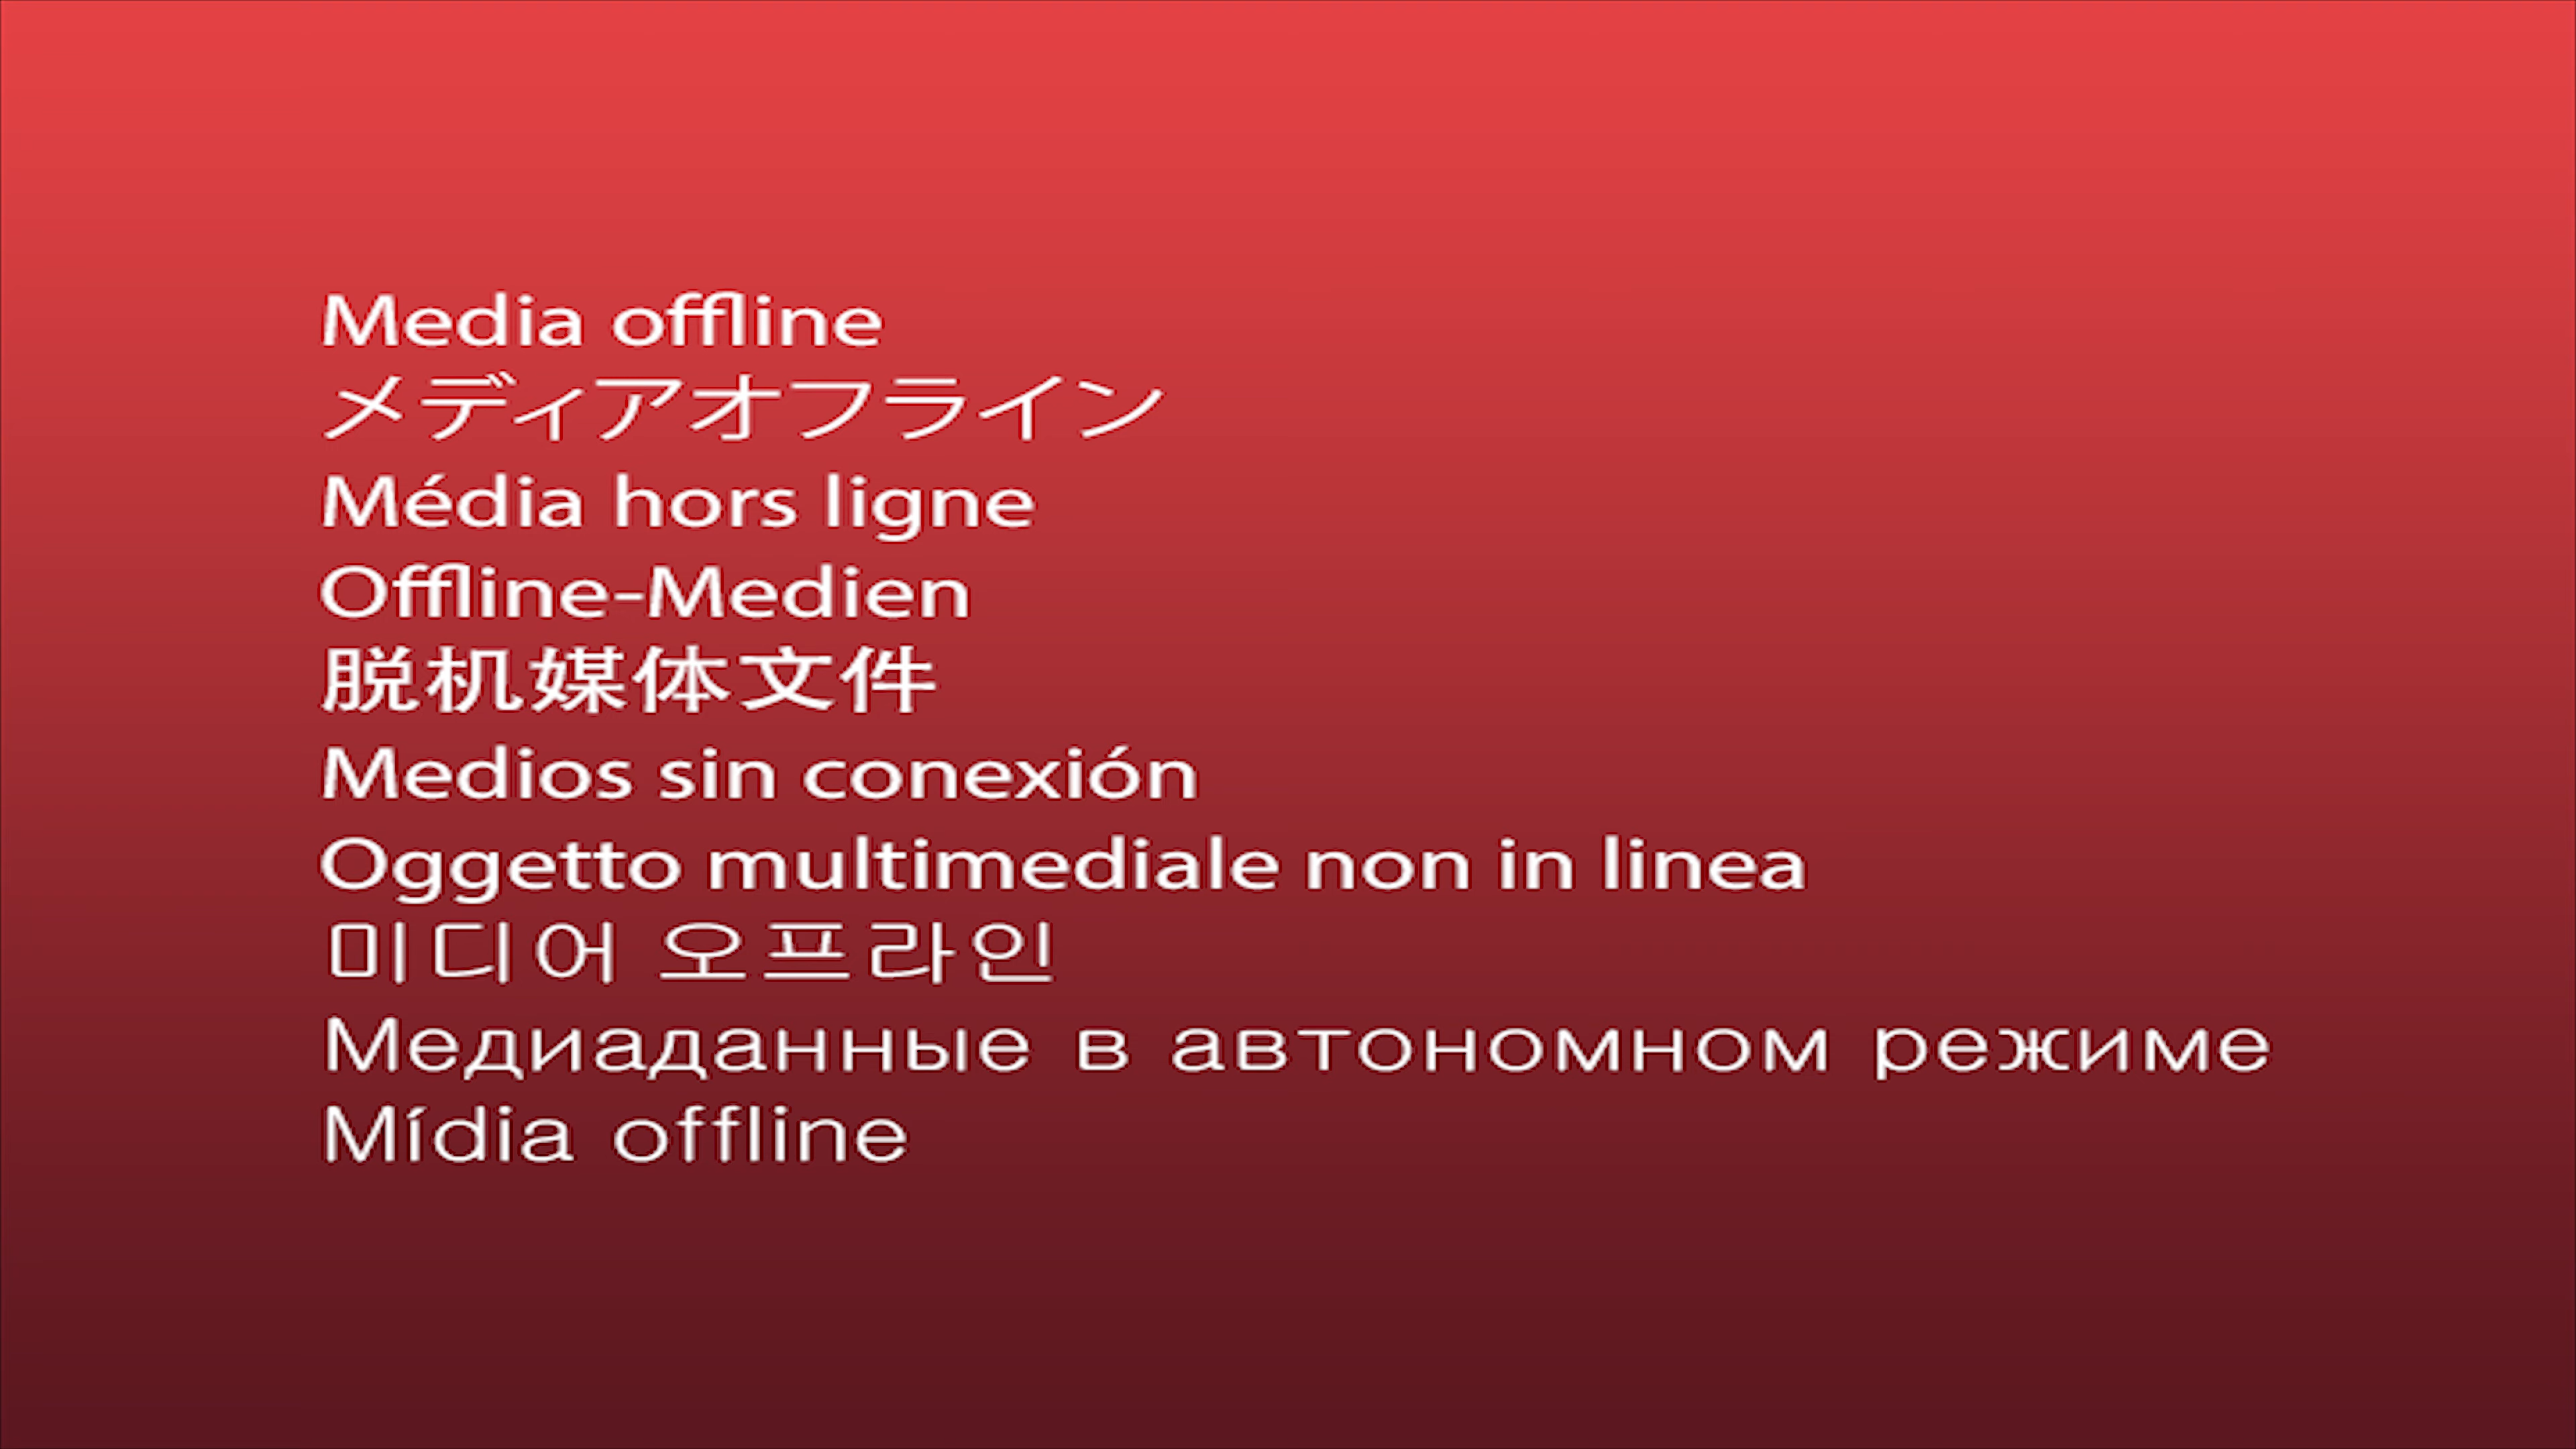 Media offline
メディアオフライン
Média hors ligne
Offline-Medien
脱机媒体文件
Medios sin conexión
Oggetto multimediale non in linea
미디어 오프라인
Медиаданные в автономном режиме
Mídia offline